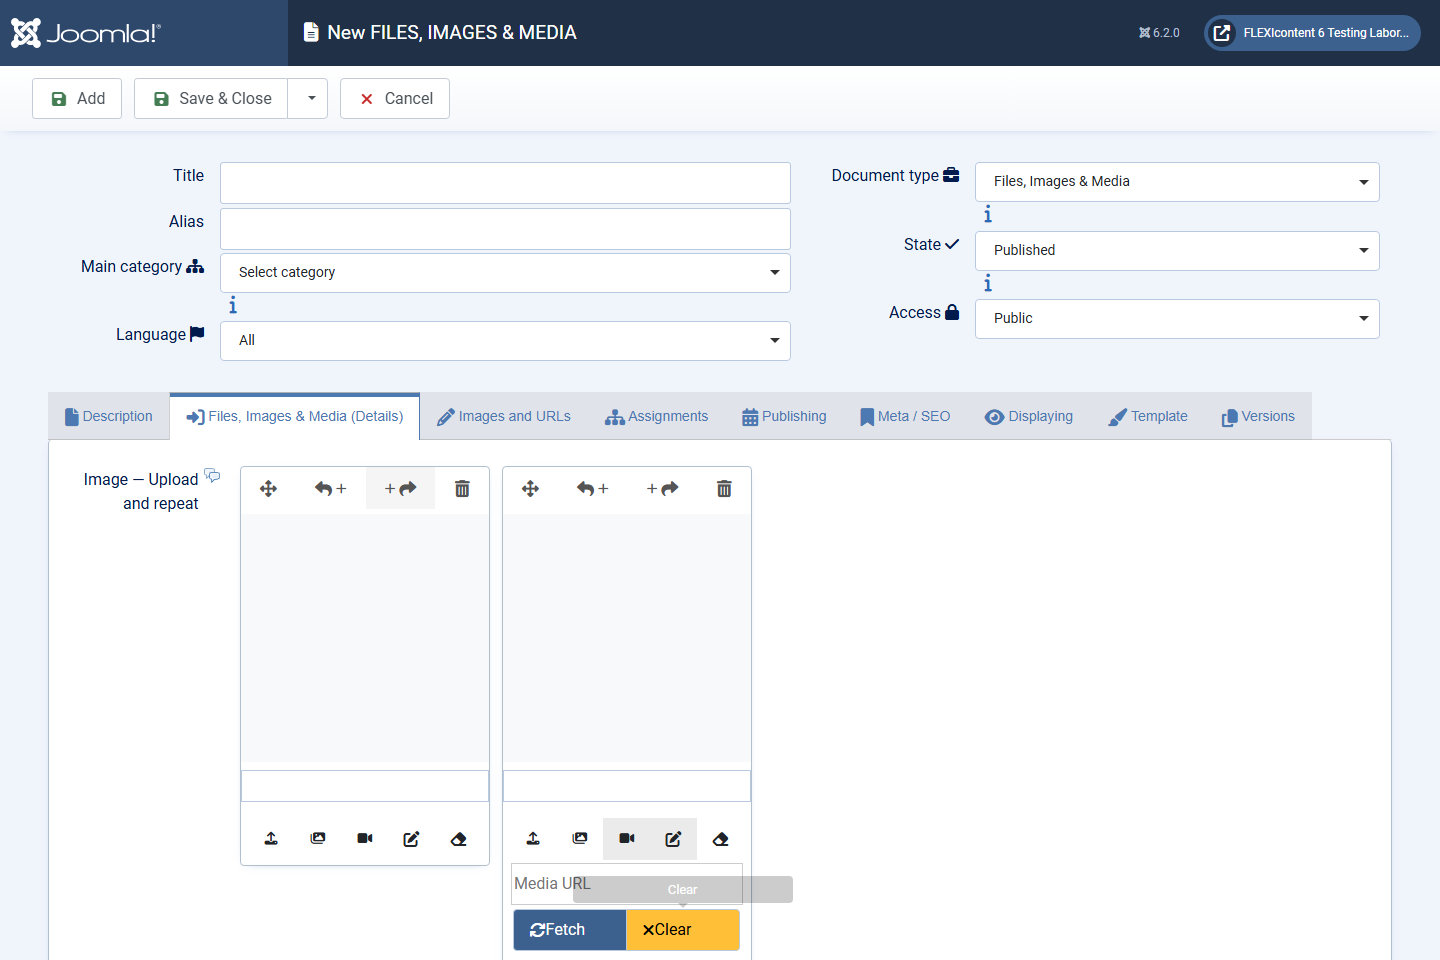 Joomla!®
New FILES, IMAGES & MEDIA
6.2.0
FLEXIcontent 6 Testing Labor...
Add
Save & Close
Cancel
Title
Alias
Main category
Select category
Language
All
Document type
Files, Images & Media
State
Published
Access
Public
Description
Files, Images & Media (Details)
Images and URLs
Assignments
Publishing
Meta / SEO
Displaying
Template
Versions
Image — Upload
and repeat
Media URL
Clear
Fetch
Clear